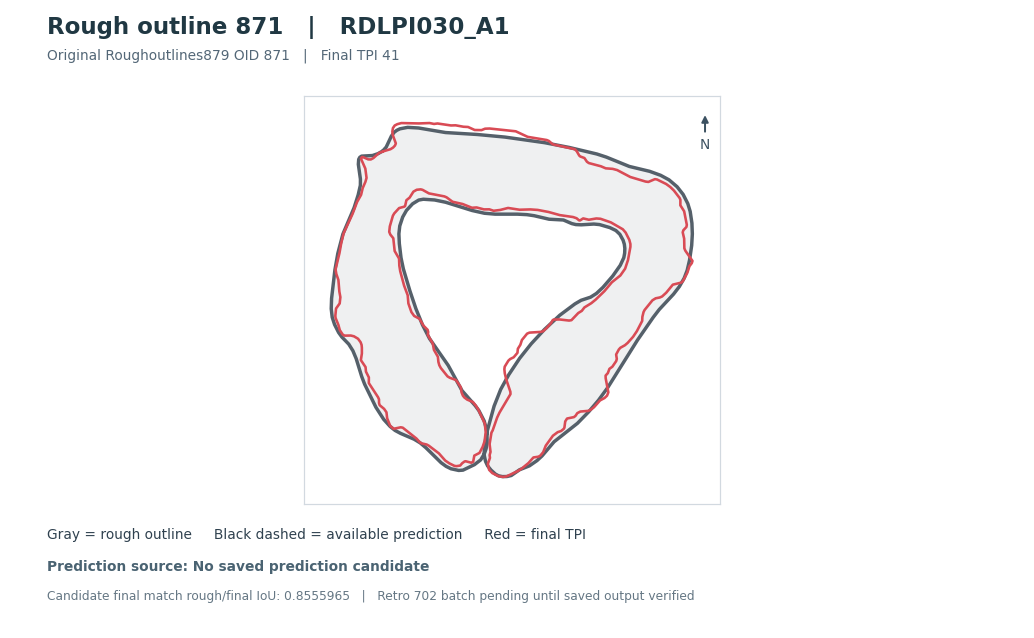 Rough outline 871 | RDLPI030_A1
Original Roughoutlines879 OID 871 | Final TPI 41
N
Gray = rough outline Black dashed = available prediction Red = final TPI
Prediction source: No saved prediction candidate
Candidate final match rough/final IoU: 0.8555965 | Retro 702 batch pending until saved output verified